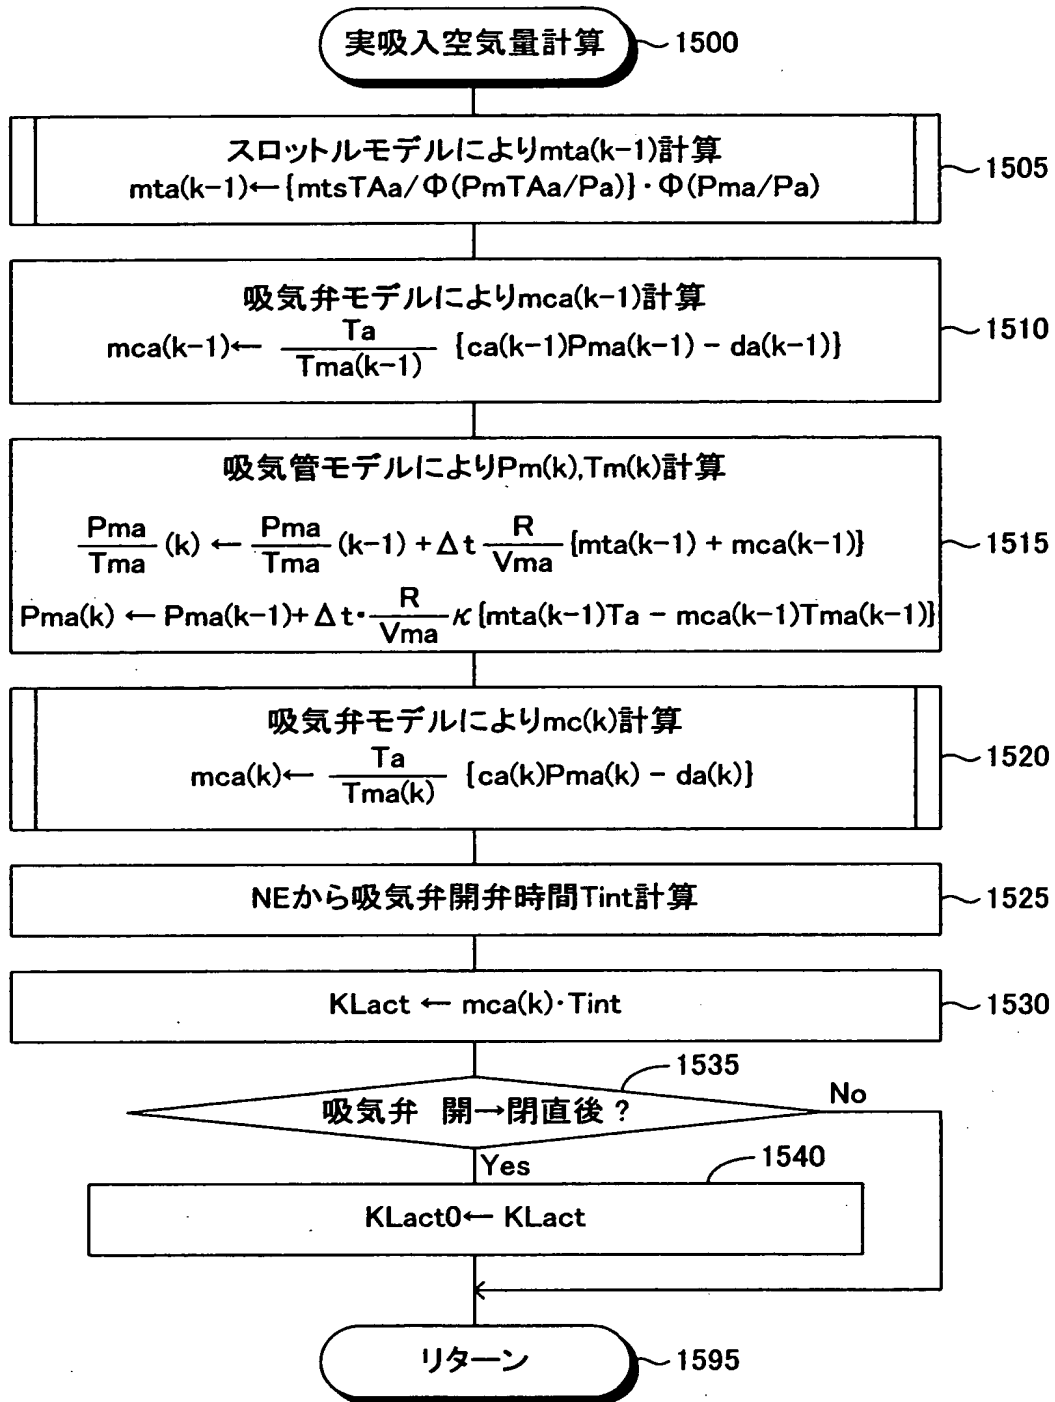 実吸入空気量計算
1500
スロットルモデルによりmta(k-1)計算
mta(k-1)←{mtsTAa/Φ(PmTAa/Pa)}・Φ(Pma/Pa)
1505
吸気弁モデルによりmca(k-1)計算
mca(k-1)← Ta/Tma(k-1) {ca(k-1)Pma(k-1) - da(k-1)}
1510
吸気管モデルによりPm(k),Tm(k)計算
Pma/Tma (k) ← Pma/Tma (k-1) + Δt R/Vma {mta(k-1) + mca(k-1)}
1515
Pma(k) ← Pma(k-1)+Δt・R/Vma κ{mta(k-1)Ta - mca(k-1)Tma(k-1)}
吸気弁モデルによりmc(k)計算
mca(k)← Ta/Tma(k) {ca(k)Pma(k) - da(k)}
1520
NEから吸気弁開弁時間Tint計算
1525
KLact ← mca(k)・Tint
1530
1535
吸気弁 開→閉直後?
No
Yes
1540
KLact0← KLact
リターン
1595